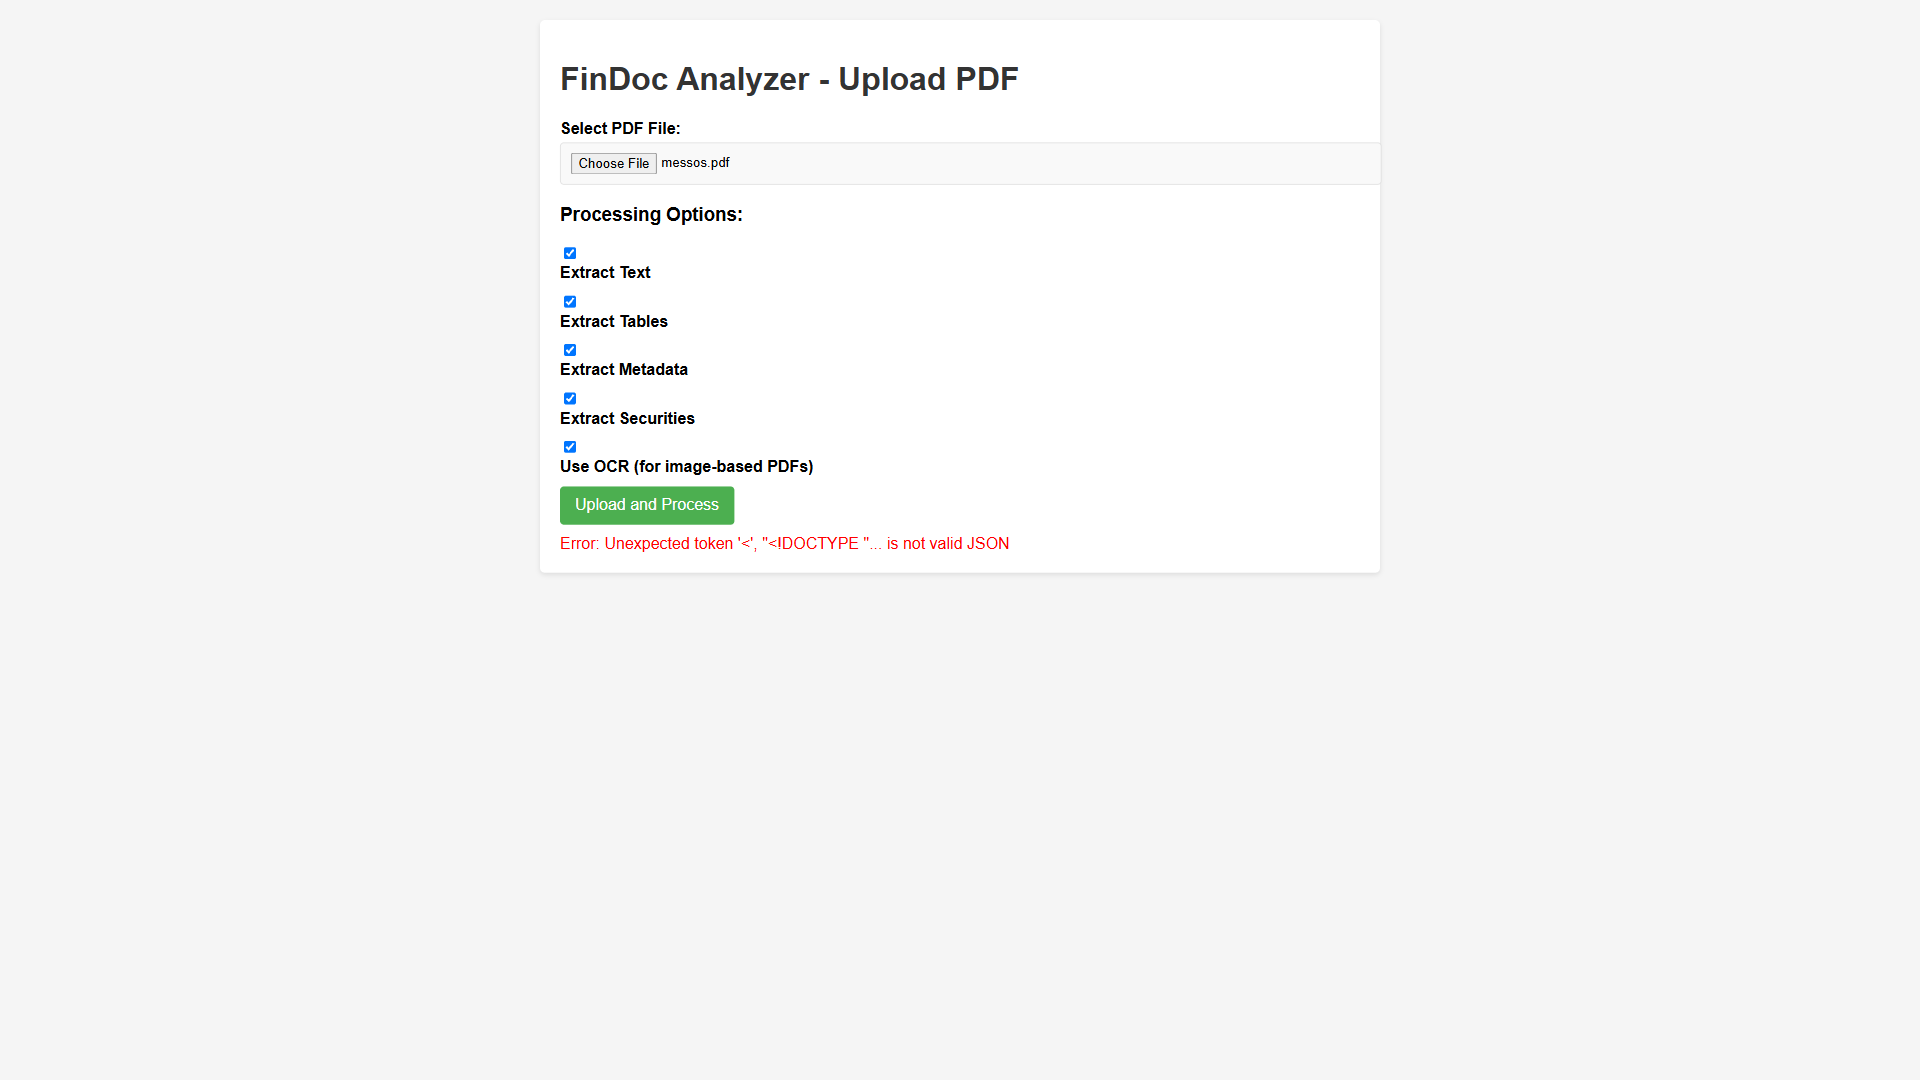 FinDoc Analyzer - Upload PDF
Select PDF File:
Choose File messos.pdf
Processing Options:
Extract Text
Extract Tables
Extract Metadata
Extract Securities
Use OCR (for image-based PDFs)
Upload and Process
Error: Unexpected token '<', "<!DOCTYPE "... is not valid JSON